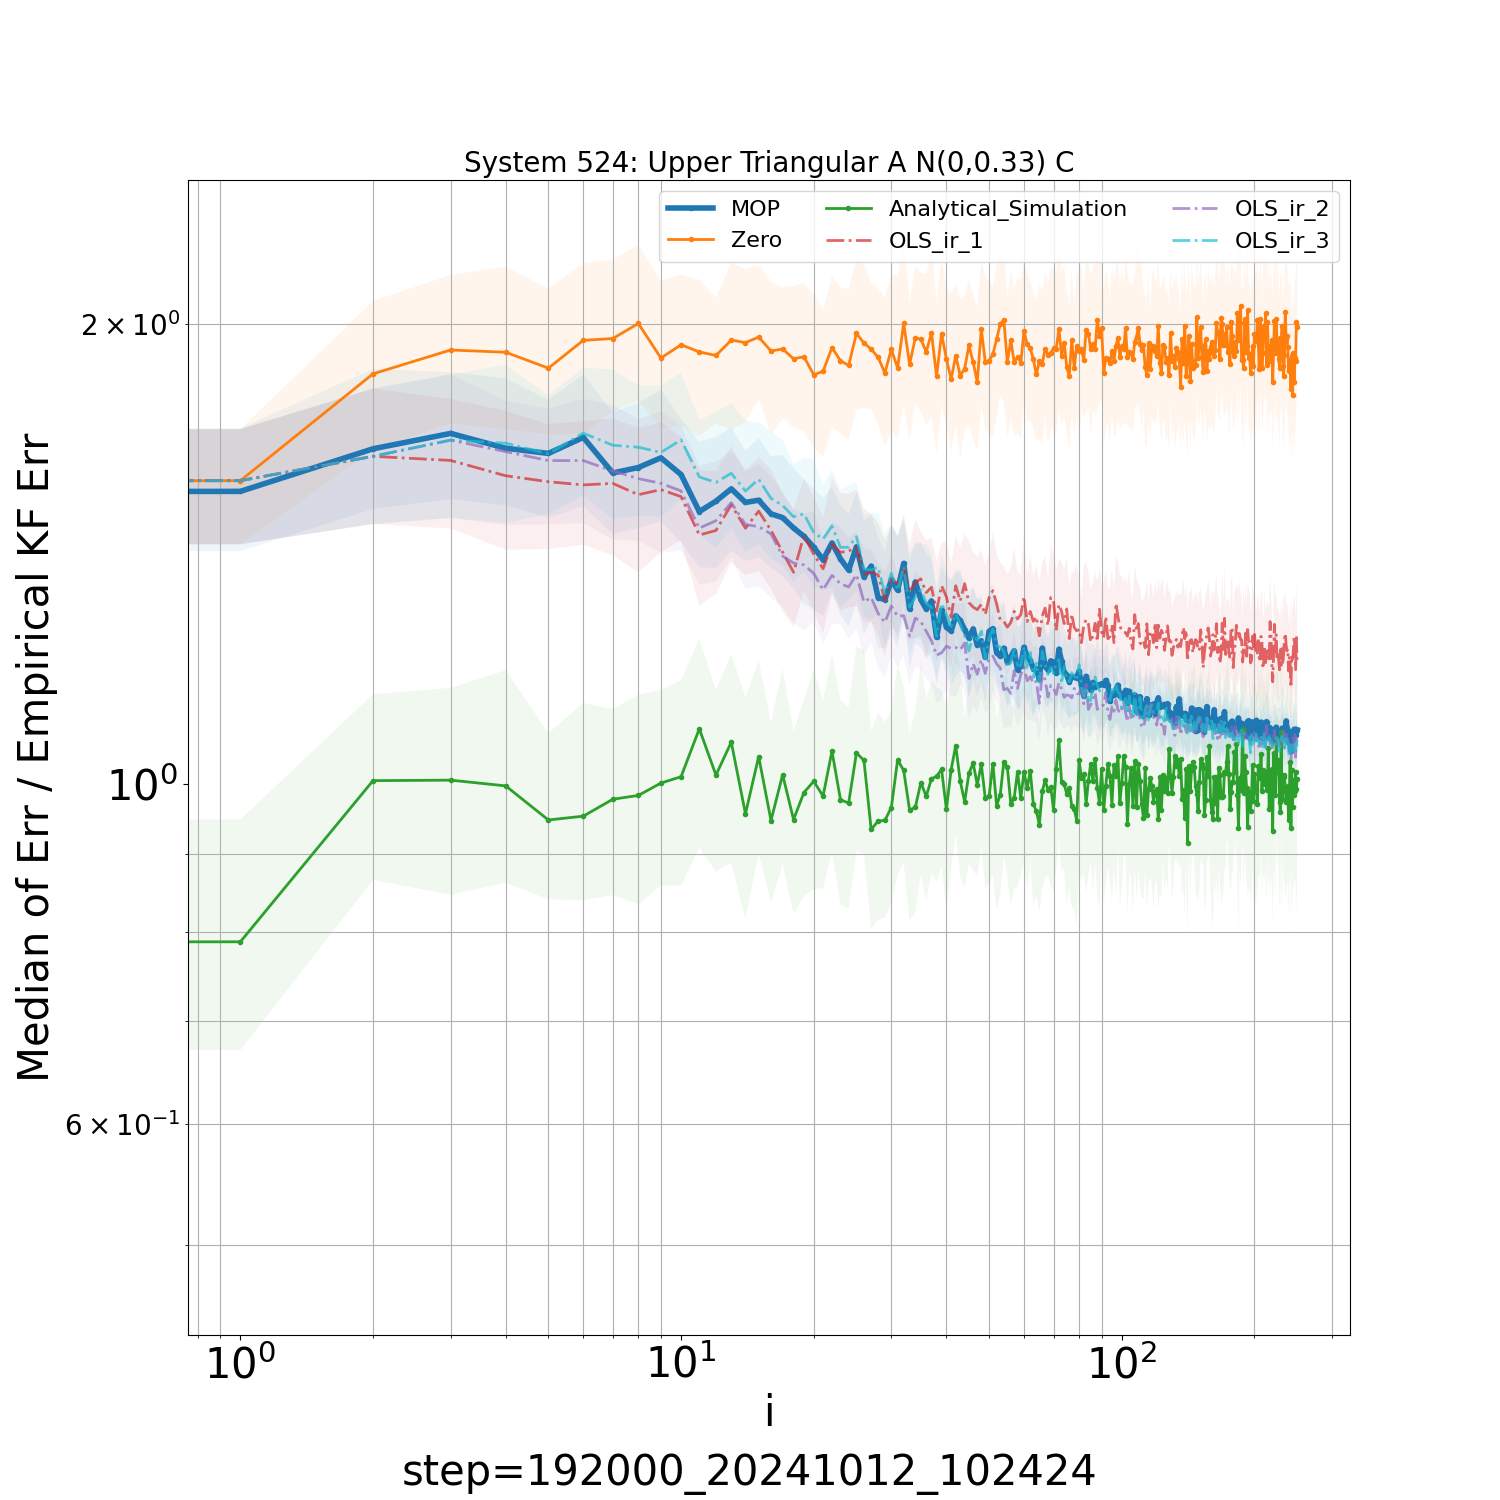 System 524: Upper Triangular A N(0,0.33) C
MOP
Zero
Analytical_Simulation
OLS_ir_1
OLS_ir_2
OLS_ir_3
Median of Err / Empirical KF Err
2 × 10⁰
10⁰
6 × 10⁻¹
10⁰
10¹
10²
i
step=192000_20241012_102424